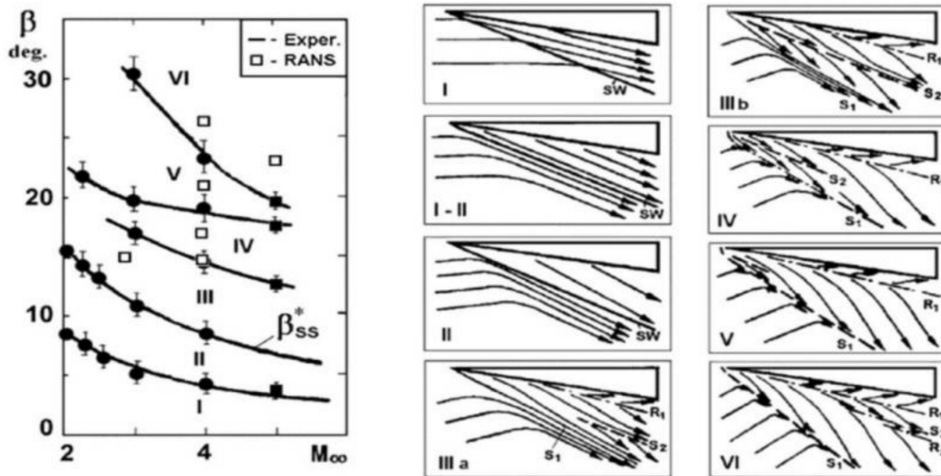 β
deg.
30
20
10
0
2
4
M∞
- Exper.
- RANS
VI
V
IV
III
II
I
β*SS
SW
I
SW
I - II
SW
II
R1
S2
S1
III a
R1
S2
S1
III b
S2
R
S1
IV
R1
S1
V
R1
S
R
S1
VI